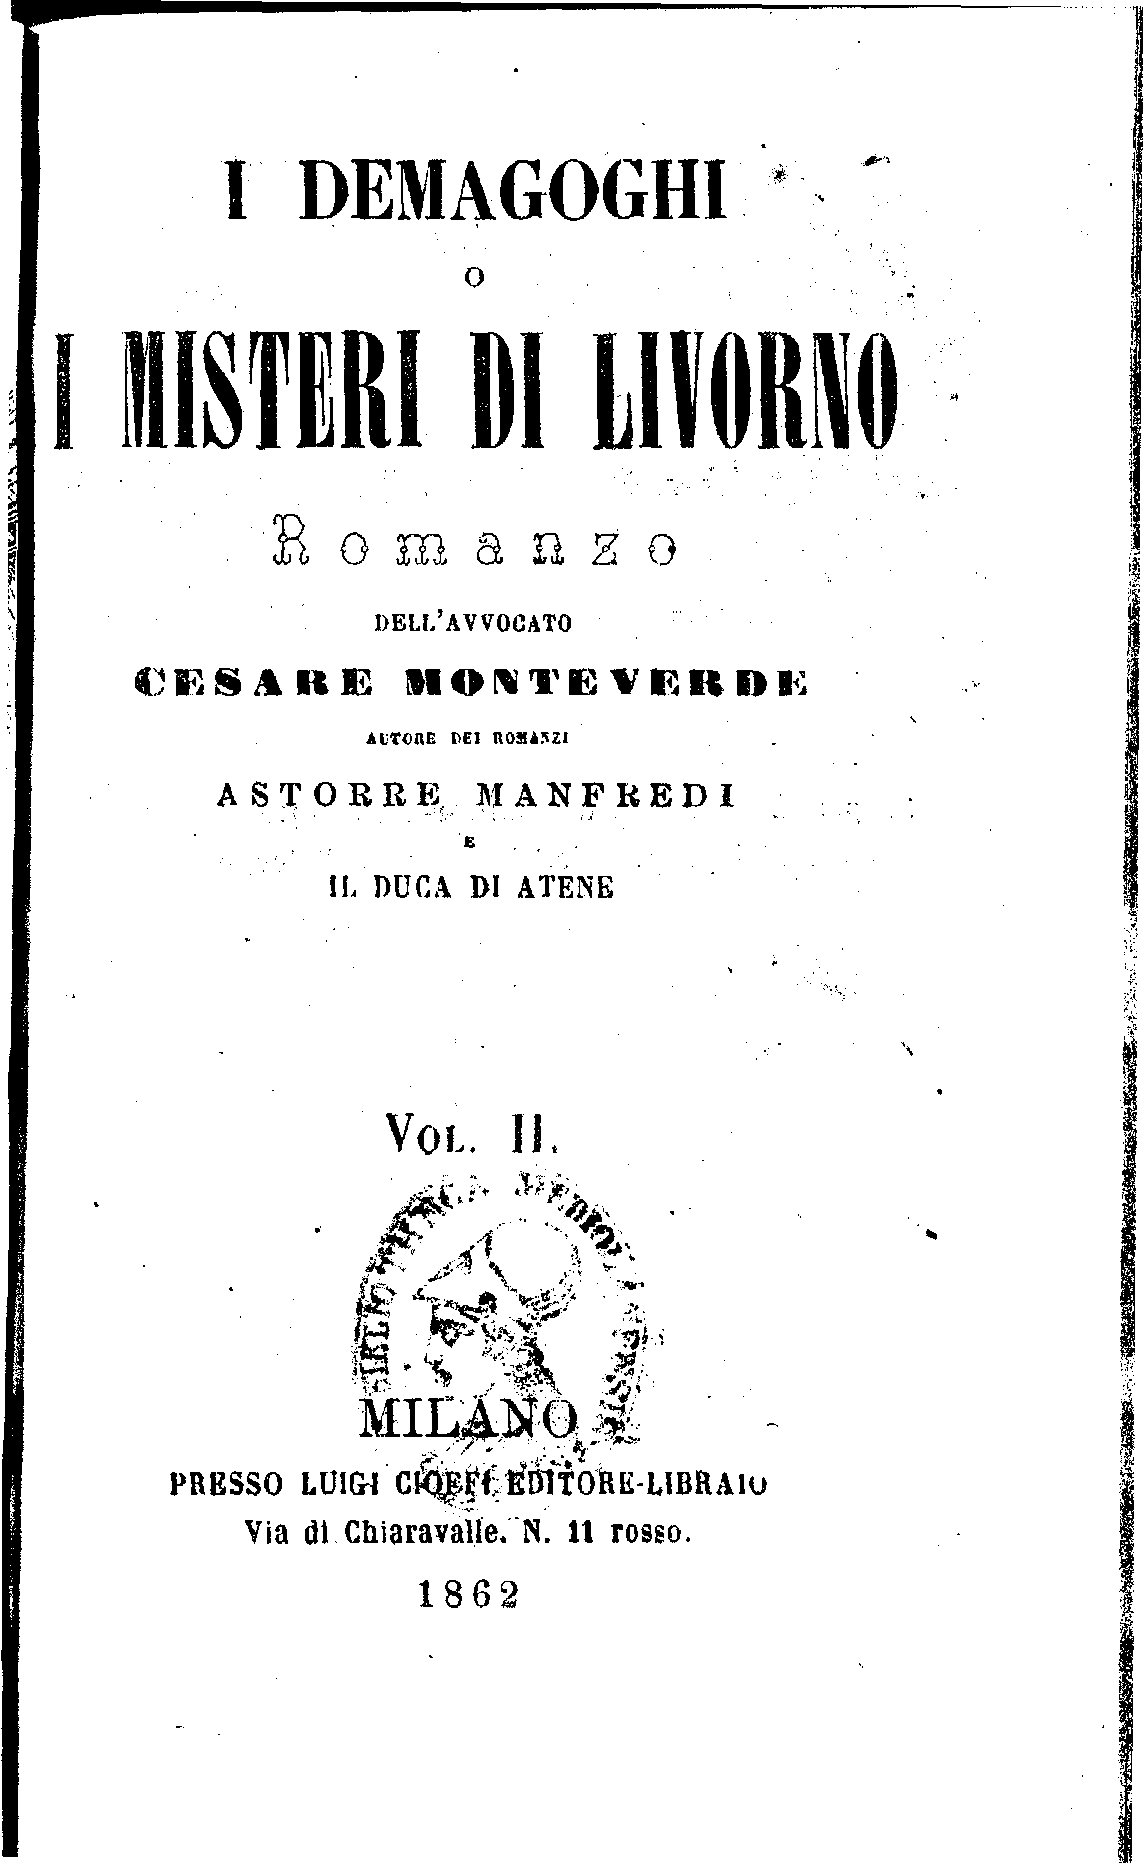 I DEMAGOGHI
O
I MISTERI DI LIVORNO
Romanzo
DELL'AVVOCATO
CESARE MONTEVERDE
AUTORE DEI ROMANZI
ASTORRE MANFREDI
E
IL DUCA DI ATENE
VOL. II.
MILANO
PRESSO LUIGI CIOFFI EDITORE-LIBRAIO
Via di Chiaravalle. N. 11 rosso.
1862